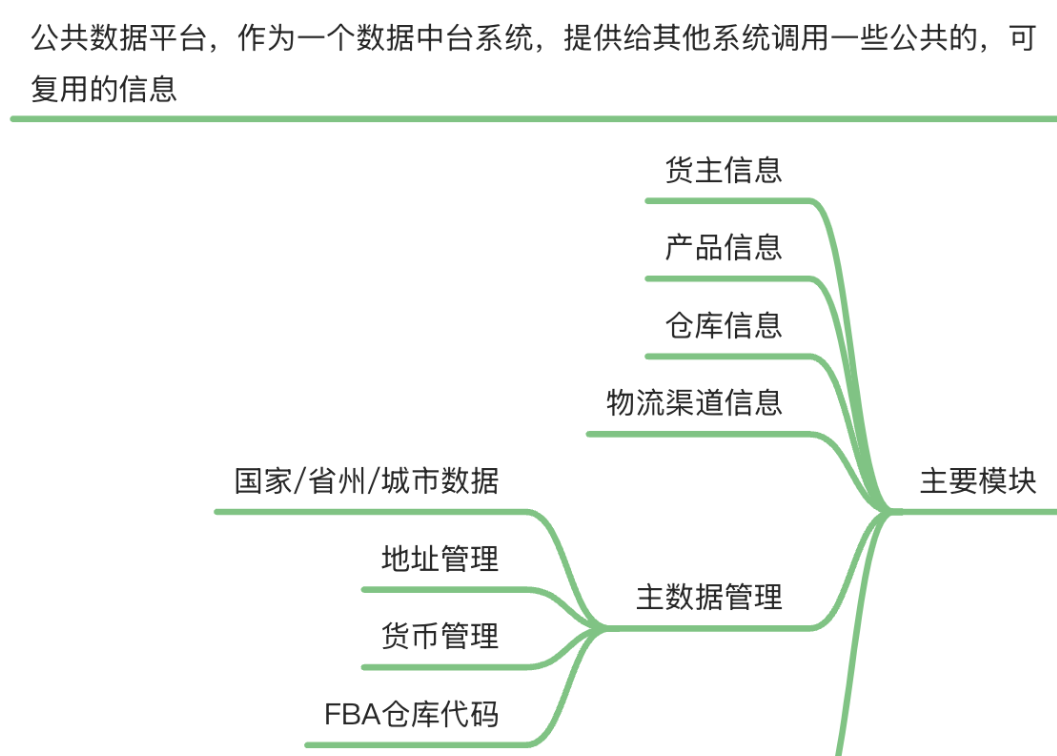 公共数据平台，作为一个数据中台系统，提供给其他系统调用一些公共的，可
复用的信息
货主信息
产品信息
仓库信息
物流渠道信息
国家/省州/城市数据
主要模块
地址管理
主数据管理
货币管理
FBA仓库代码